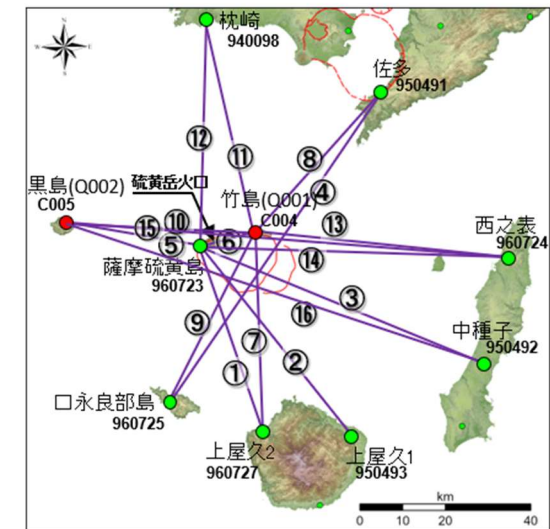 枕崎
940098
佐多
950491
⑫
⑪
⑧
④
黒島(Q002)
C005
硫黄岳火口
竹島(Q001)
C004
⑬
⑮
⑩
⑤
⑥
⑭
西之表
960724
薩摩硫黄島
960723
③
⑯
中種子
950492
⑨
⑦
①
②
口永良部島
960725
上屋久2
960727
上屋久1
950493
km
0 10 20 40